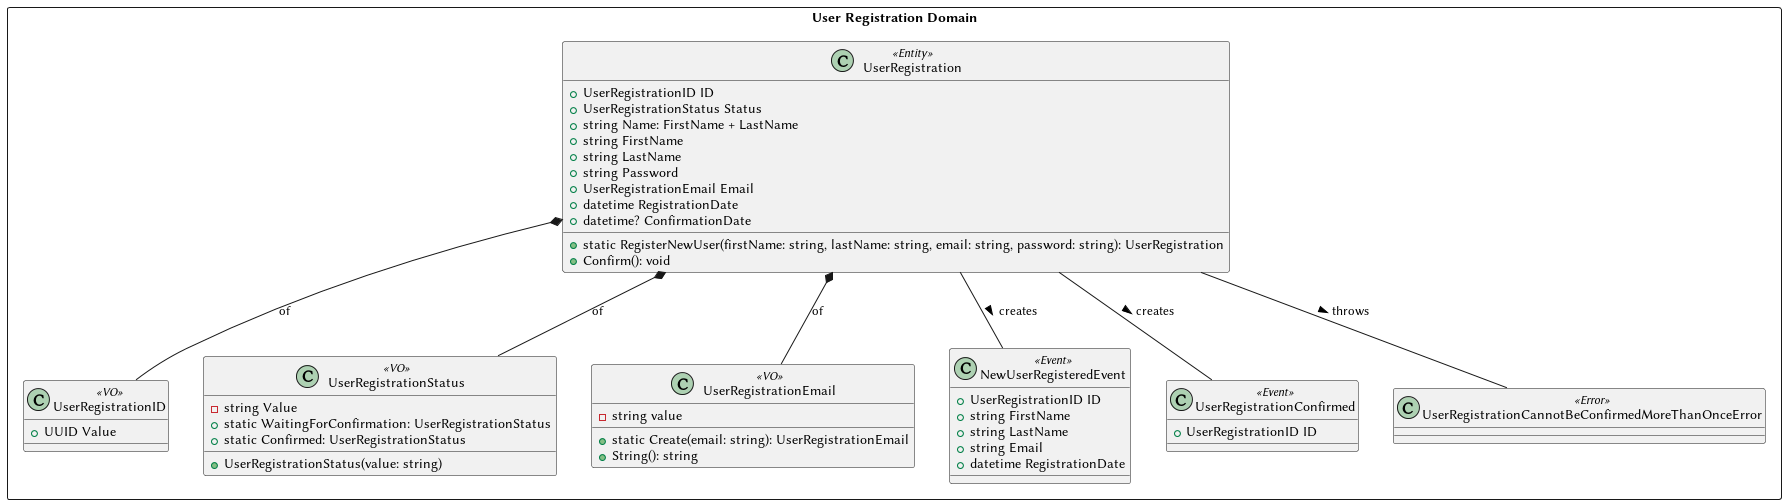 User Registration Domain
C
«Entity»
UserRegistration
UserRegistrationID ID
UserRegistrationStatus Status
string Name: FirstName + LastName
string FirstName
string LastName
string Password
UserRegistrationEmail Email
datetime RegistrationDate
datetime? ConfirmationDate
static RegisterNewUser(firstName: string, lastName: string, email: string, password: string): UserRegistration
Confirm(): void
of
of
of
creates
creates
throws
C
«VO»
UserRegistrationID
UUID Value
C
«VO»
UserRegistrationStatus
string Value
static WaitingForConfirmation: UserRegistrationStatus
static Confirmed: UserRegistrationStatus
UserRegistrationStatus(value: string)
C
«VO»
UserRegistrationEmail
string value
static Create(email: string): UserRegistrationEmail
String(): string
C
«Event»
NewUserRegisteredEvent
UserRegistrationID ID
string FirstName
string LastName
string Email
datetime RegistrationDate
C
«Event»
UserRegistrationConfirmed
UserRegistrationID ID
C
«Error»
UserRegistrationCannotBeConfirmedMoreThanOnceError